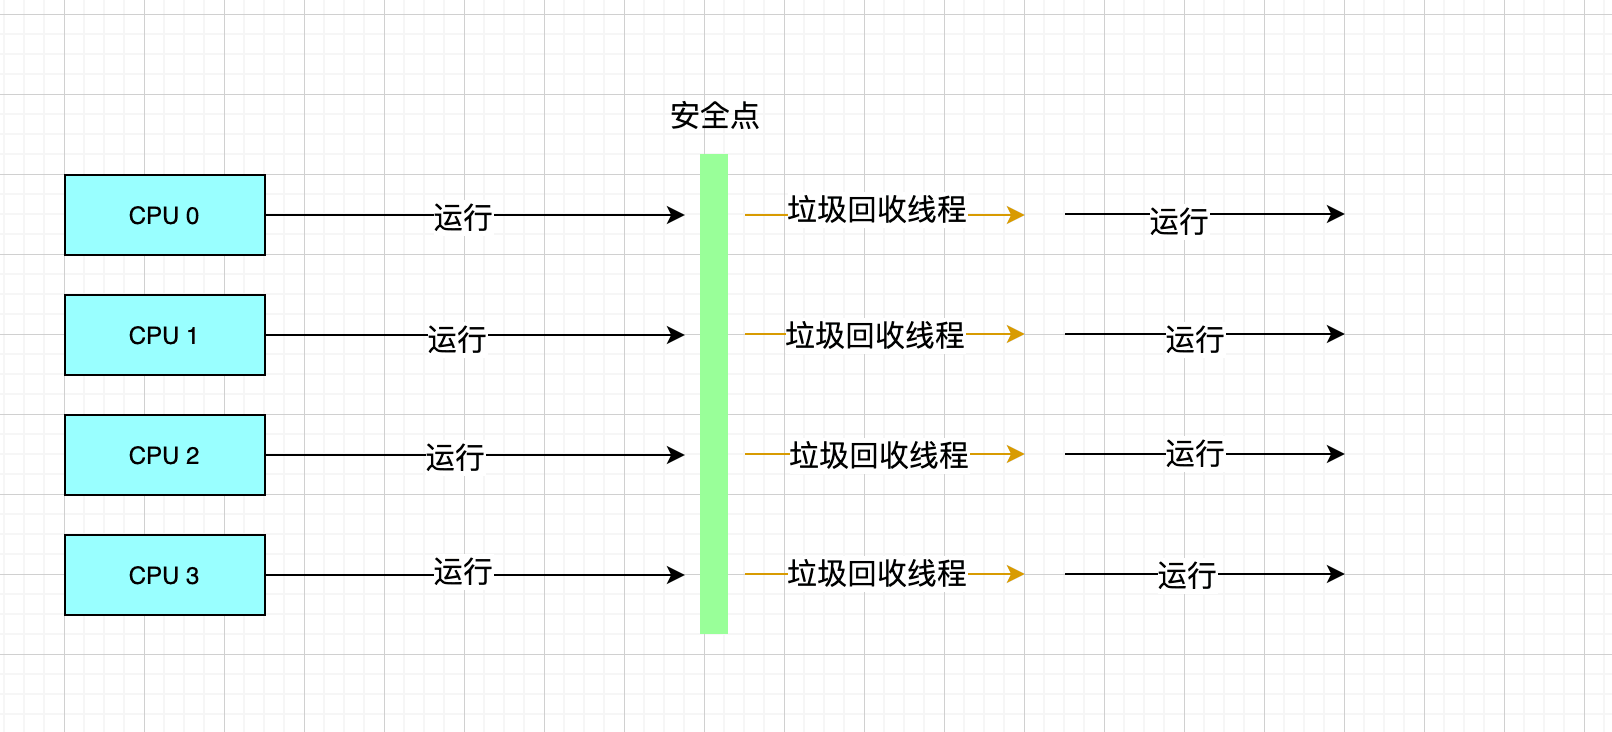 安全点
CPU 0 运行 垃圾回收线程 运行
CPU 1 运行 垃圾回收线程 运行
CPU 2 运行 垃圾回收线程 运行
CPU 3 运行 垃圾回收线程 运行